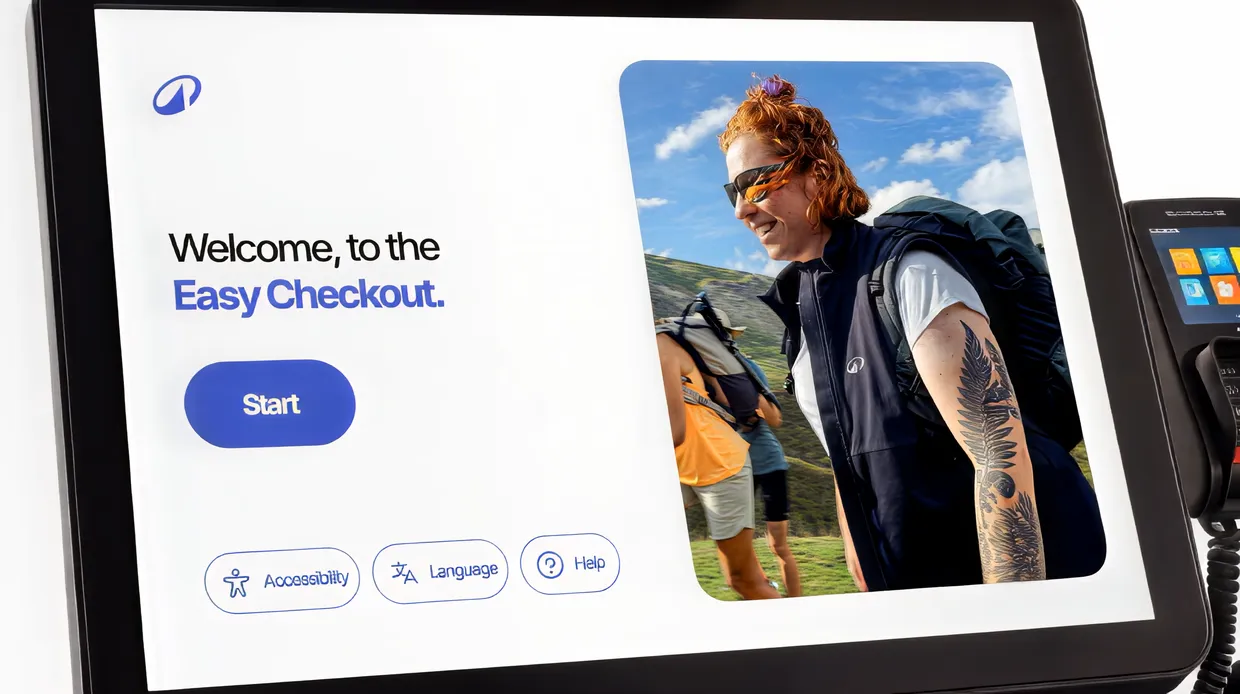 Welcome, to the
Easy Checkout.
Start
Accessibility
Language
Help